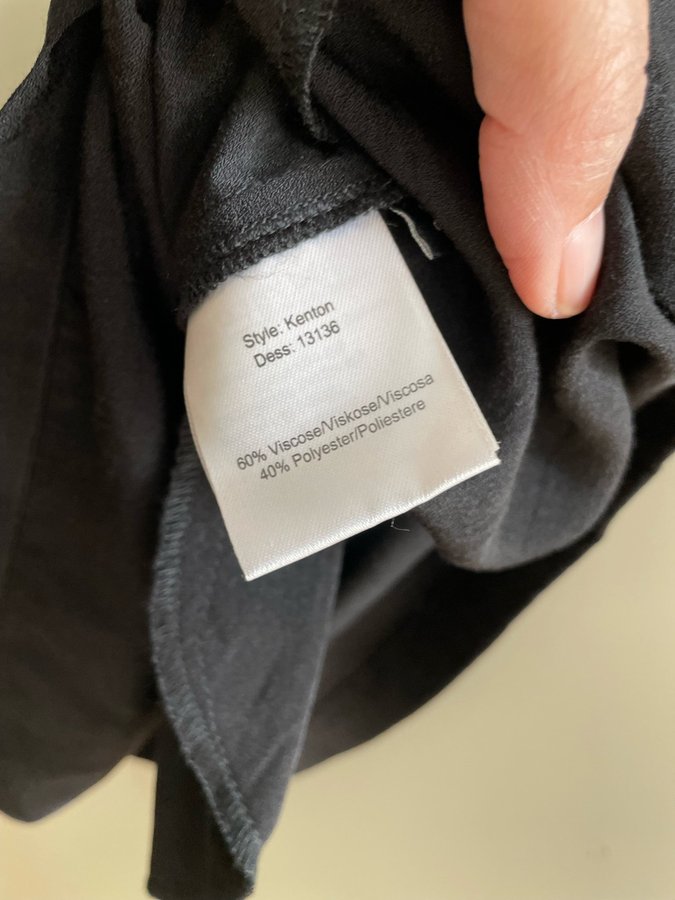 Style: Kenton
Dess: 13136
60% Viscose/Viskose/Viscosa
40% Polyester/Poliestere